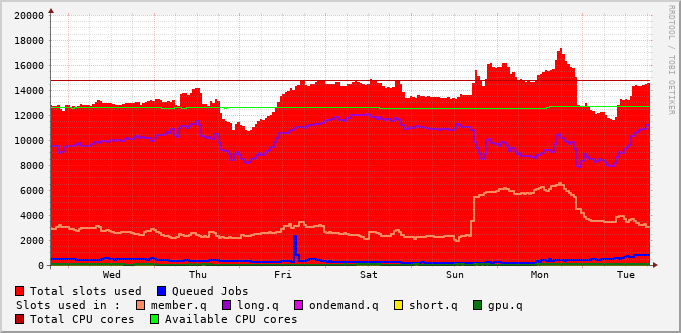 20000
18000
16000
14000
12000
10000
8000
6000
4000
2000
0
Wed Thu Fri Sat Sun Mon Tue
RRDTOOL / TOBI OETIKER
Total slots used Queued Jobs
Slots used in : member.q long.q ondemand.q short.q gpu.q
Total CPU cores Available CPU cores